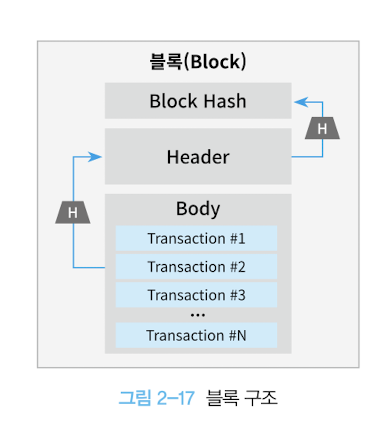 블록(Block)
Block Hash
H
Header
H
Body
Transaction #1
Transaction #2
Transaction #3
...
Transaction #N
그림 2-17 블록 구조